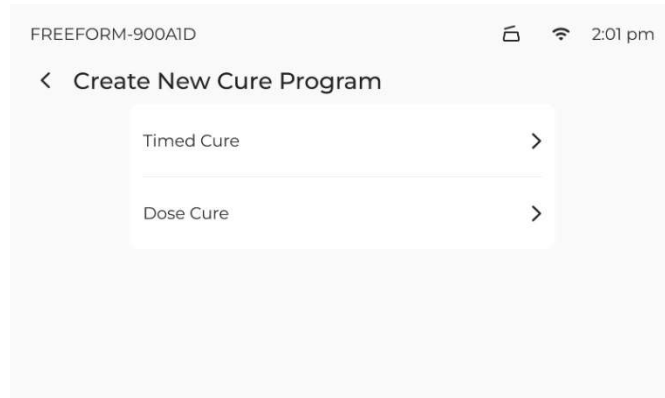 FREEFORM-900A1D 2:01 pm
Create New Cure Program
Timed Cure
Dose Cure